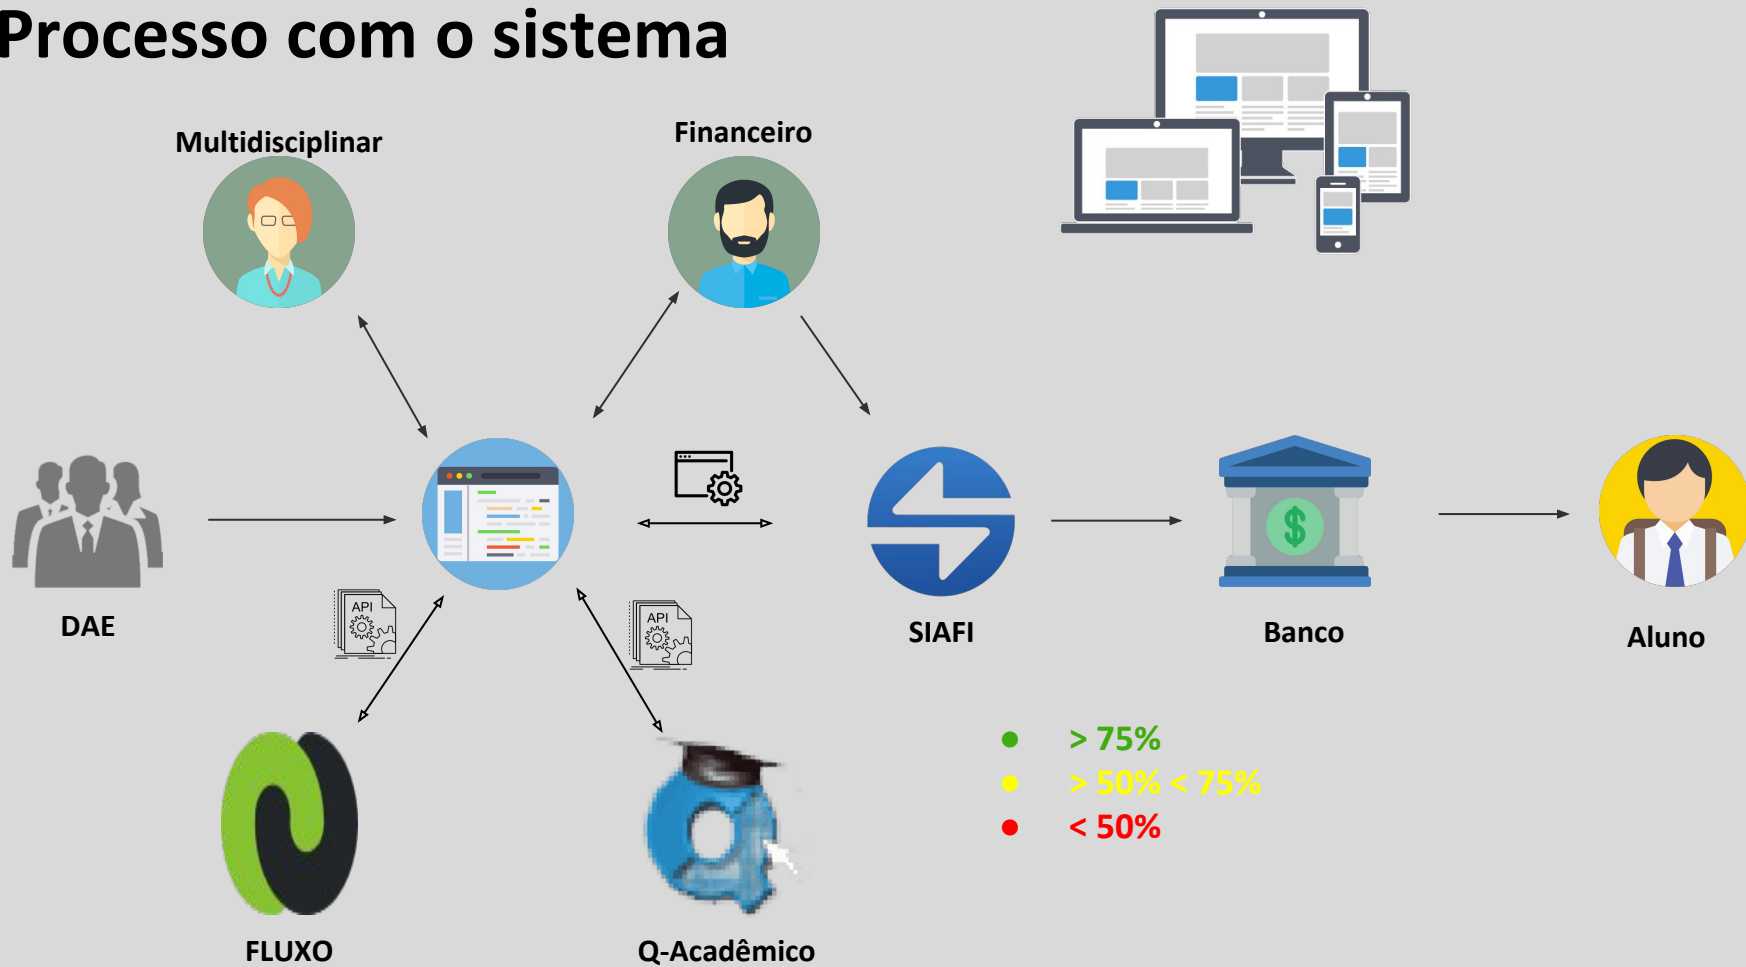 Processo com o sistema
Multidisciplinar
Financeiro
DAE
API
API
SIAFI
Banco
Aluno
> 75%
> 50% < 75%
< 50%
FLUXO
Q-Acadêmico